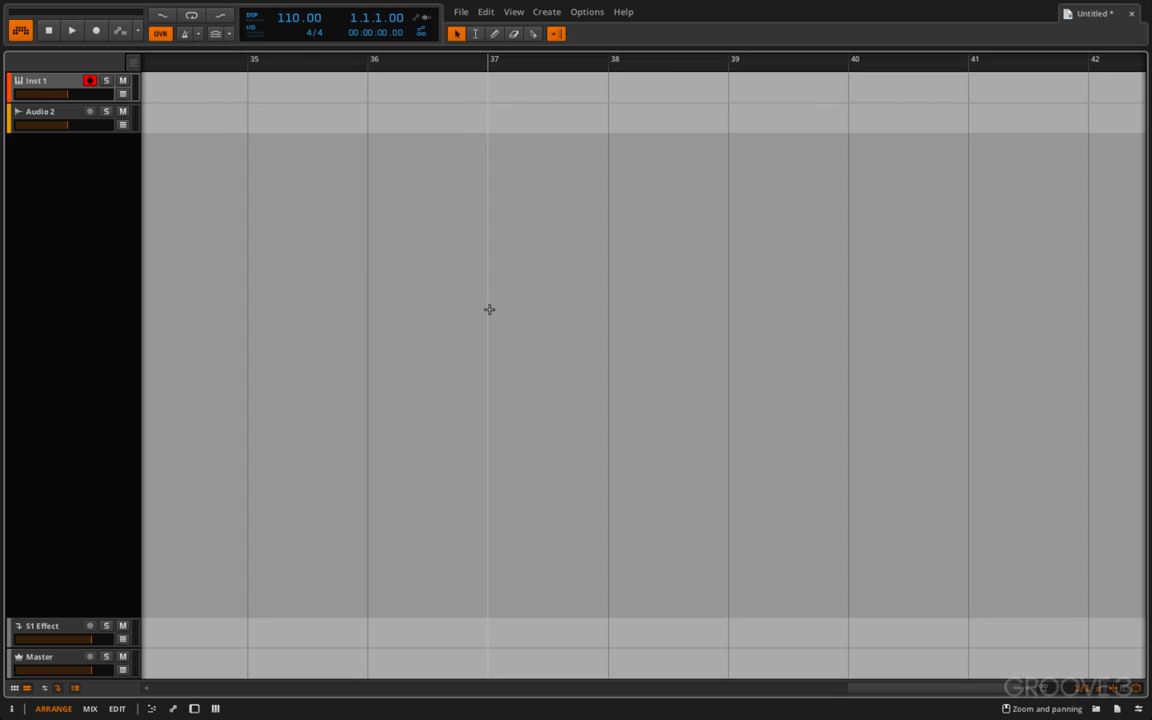 DSP 110.00 1.1.1.00 File Edit View Create Options Help Untitled *
OVR I/O 4/4 00:00:00.00
35 36 37 38 39 40 41 42
Inst 1 S M
Audio 2 S M
S1 Effect S M
Master S M
GROOVE3
ARRANGE MIX EDIT Zoom and panning